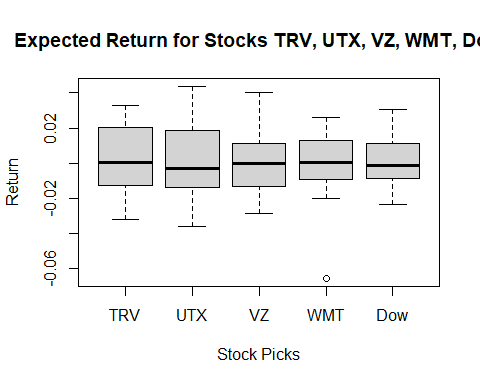 Expected Return for Stocks TRV, UTX, VZ, WMT, Do
Return
0.02
-0.02
-0.06
TRV UTX VZ WMT Dow
Stock Picks